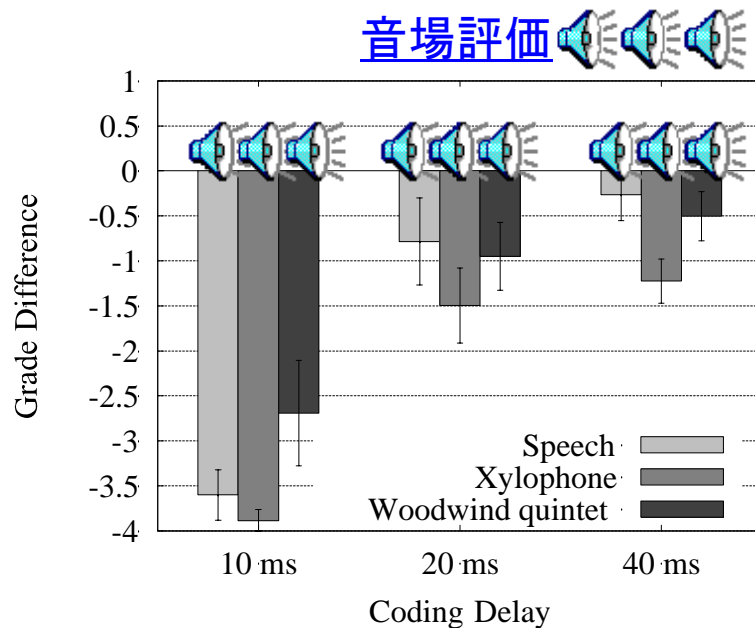 音場評価
1
0.5
0
-0.5
-1
-1.5
-2
-2.5
-3
-3.5
-4
Grade Difference
Speech
Xylophone
Woodwind quintet
10 ms 20 ms 40 ms
Coding Delay